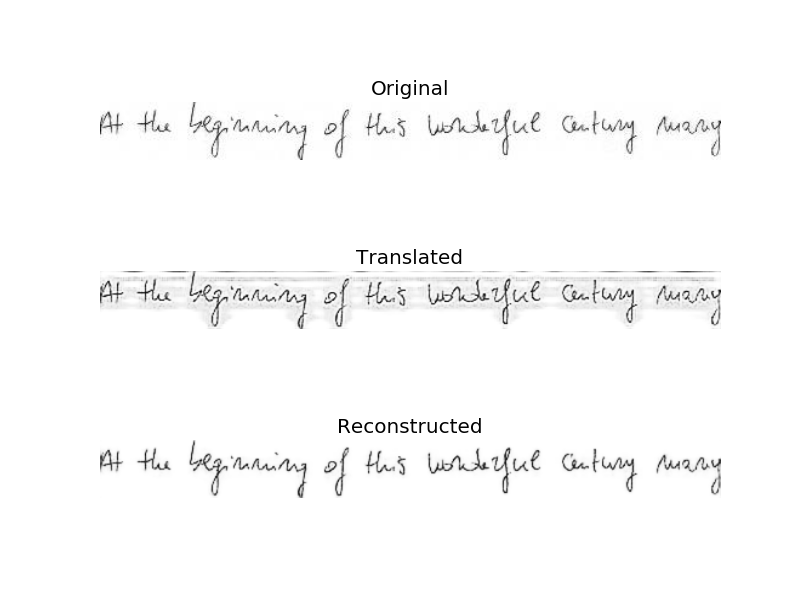 Original
At the beginning of this wonderful century many
Translated
At the beginning of this wonderful century many
Reconstructed
At the beginning of this wonderful century many